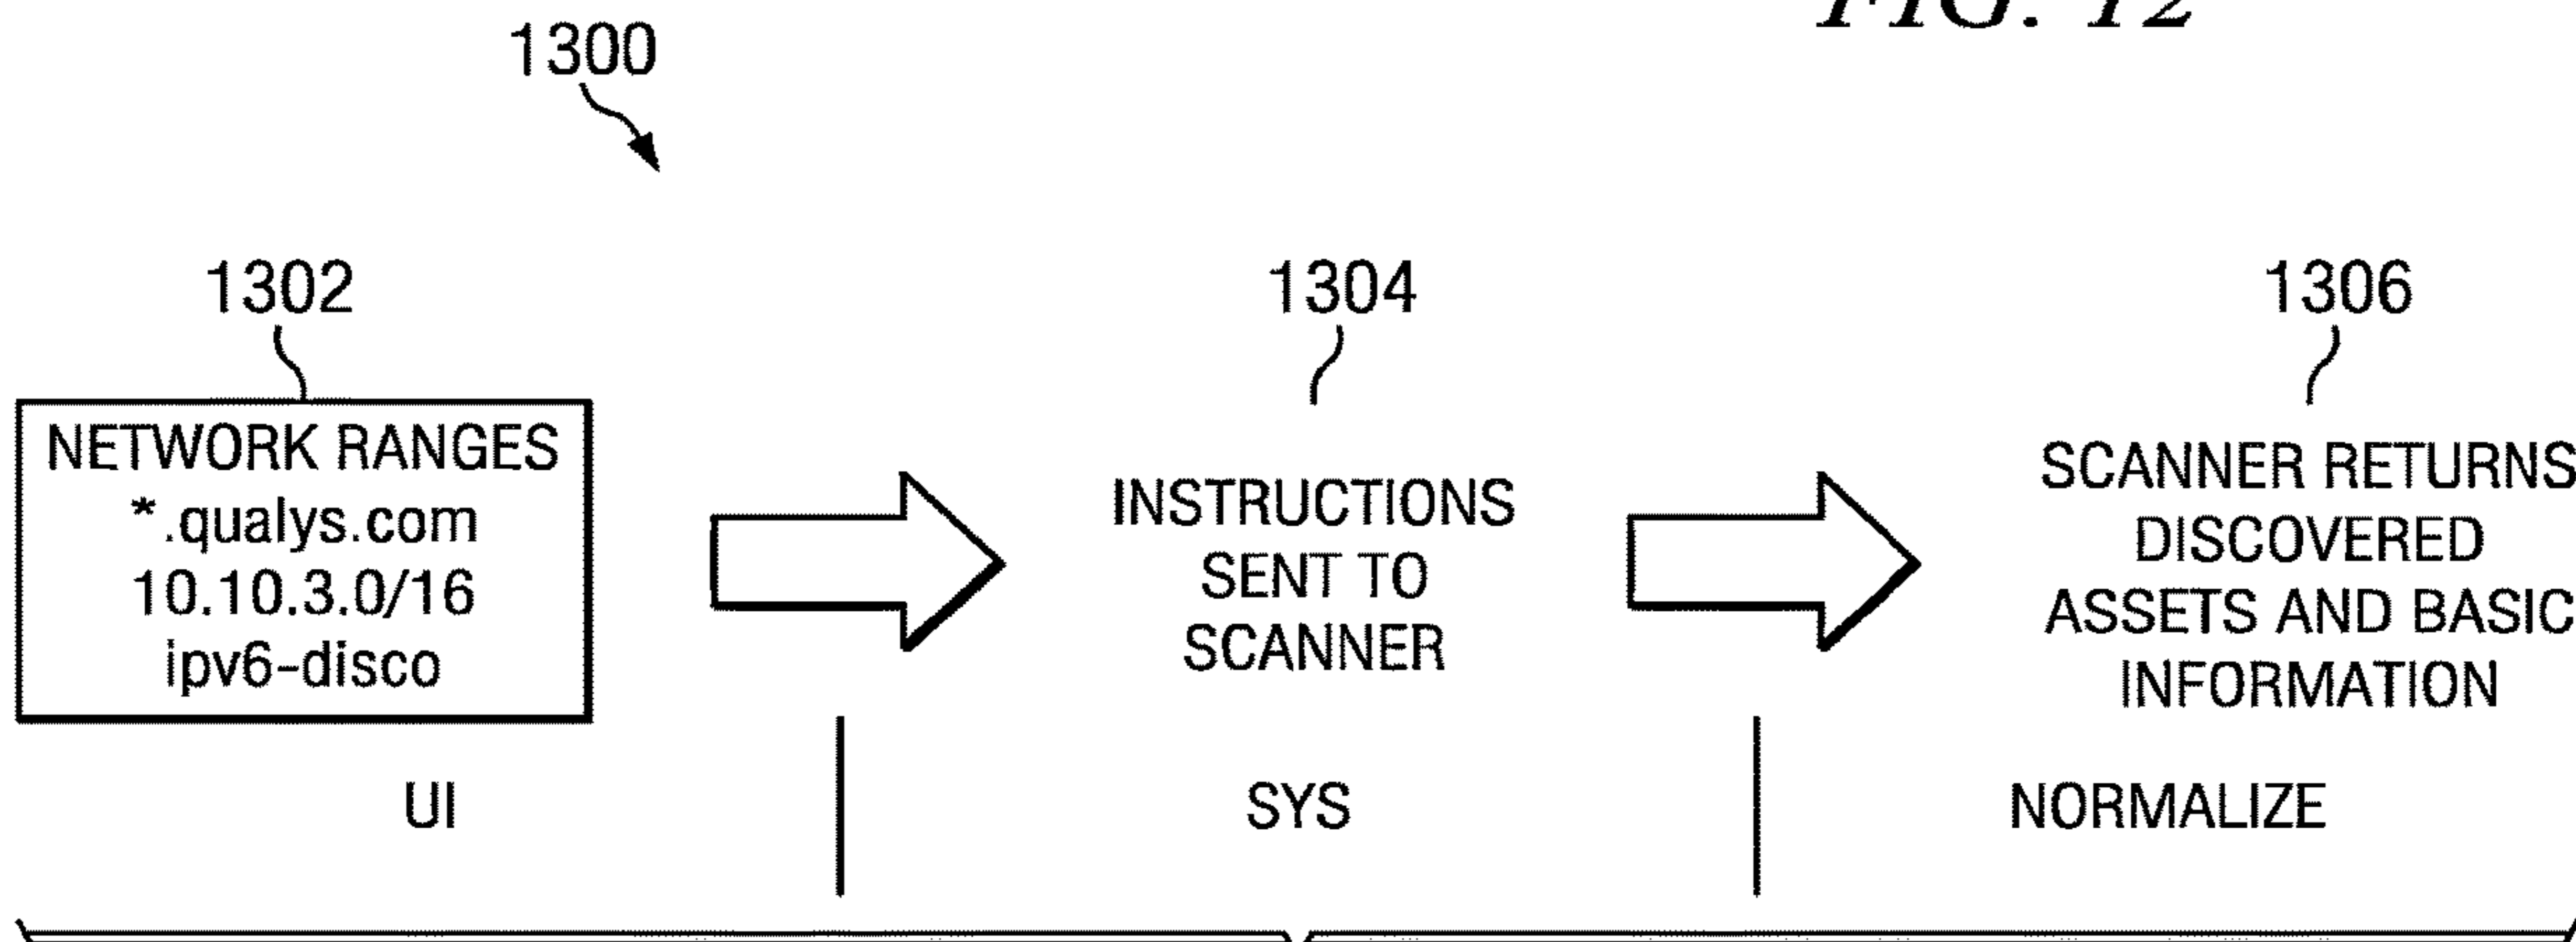 FIG. 12
1300
1302
1304
1306
NETWORK RANGES
*.qualys.com
10.10.3.0/16
ipv6-disco
INSTRUCTIONS
SENT TO
SCANNER
SCANNER RETURNS
DISCOVERED
ASSETS AND BASIC
INFORMATION
UI
SYS
NORMALIZE